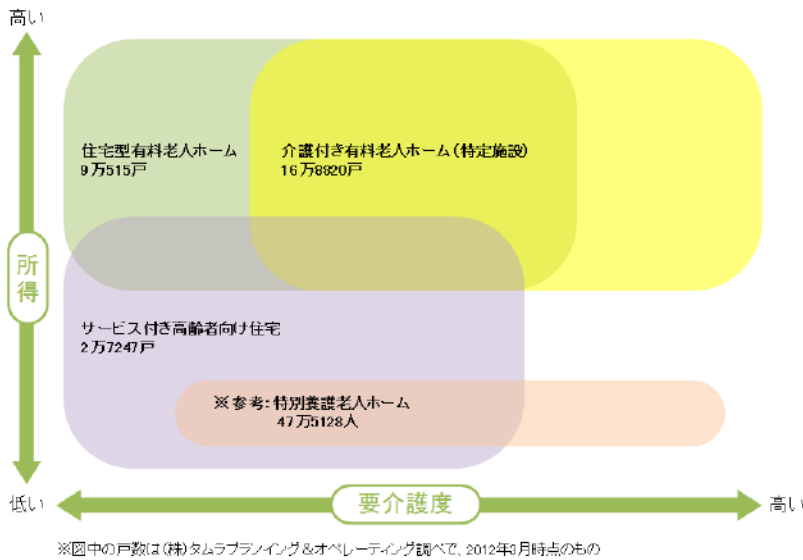 高い
住宅型有料老人ホーム
9万515戸
介護付き有料老人ホーム(特定施設)
16万8820戸
所得
サービス付き高齢者向け住宅
2万7247戸
※参考:特別養護老人ホーム
47万5128人
低い
要介護度
高い
※図中の戸数は(株)タムラプランイング&オペレーティング調べで、2012年3月時点のもの